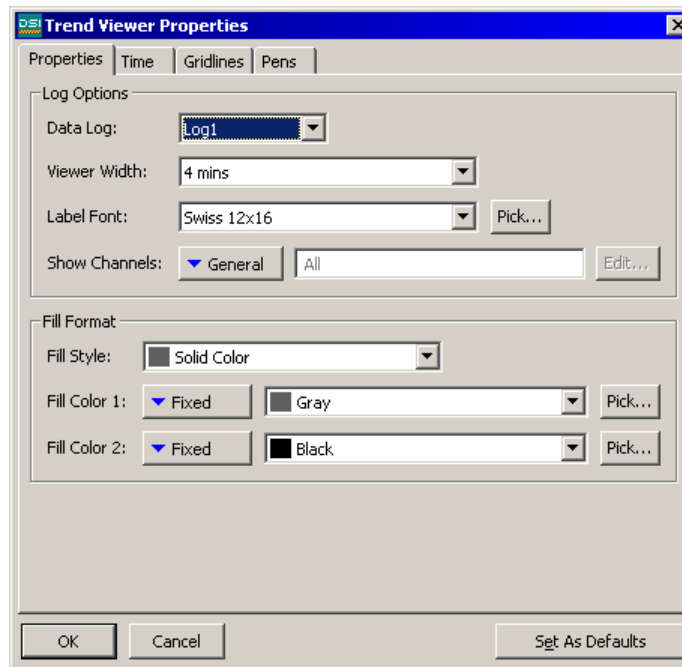 DSI Trend Viewer Properties
Properties Time Gridlines Pens
Log Options
Data Log: Log1
Viewer Width: 4 mins
Label Font: Swiss 12x16 Pick...
Show Channels: General All Edit...
Fill Format
Fill Style: Solid Color
Fill Color 1: Fixed Gray Pick...
Fill Color 2: Fixed Black Pick...
OK Cancel Set As Defaults